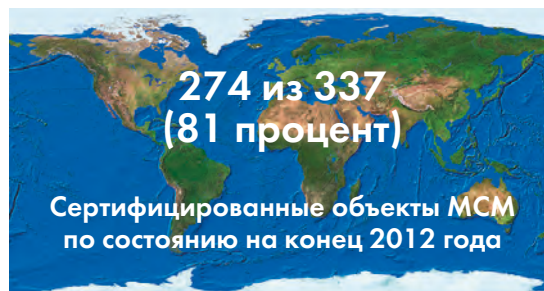 274 из 337
(81 процент)
Сертифицированные объекты МСМ
по состоянию на конец 2012 года